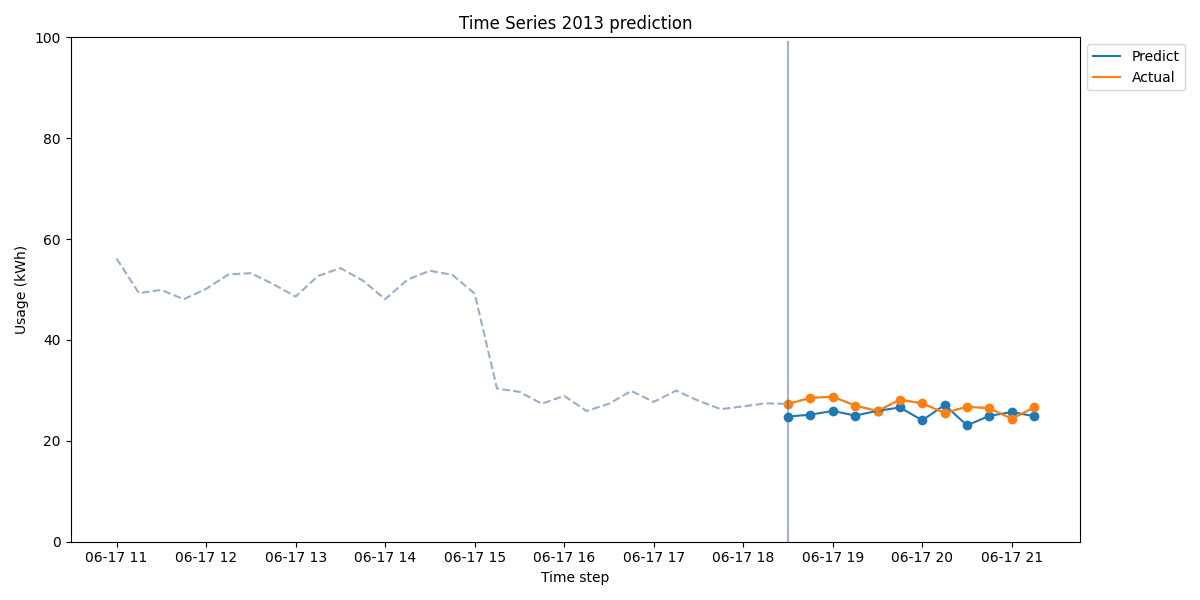 Time Series 2013 prediction
Predict
Actual
100
80
60
40
20
0
Usage (kWh)
06-17 11 06-17 12 06-17 13 06-17 14 06-17 15 06-17 16 06-17 17 06-17 18 06-17 19 06-17 20 06-17 21
Time step